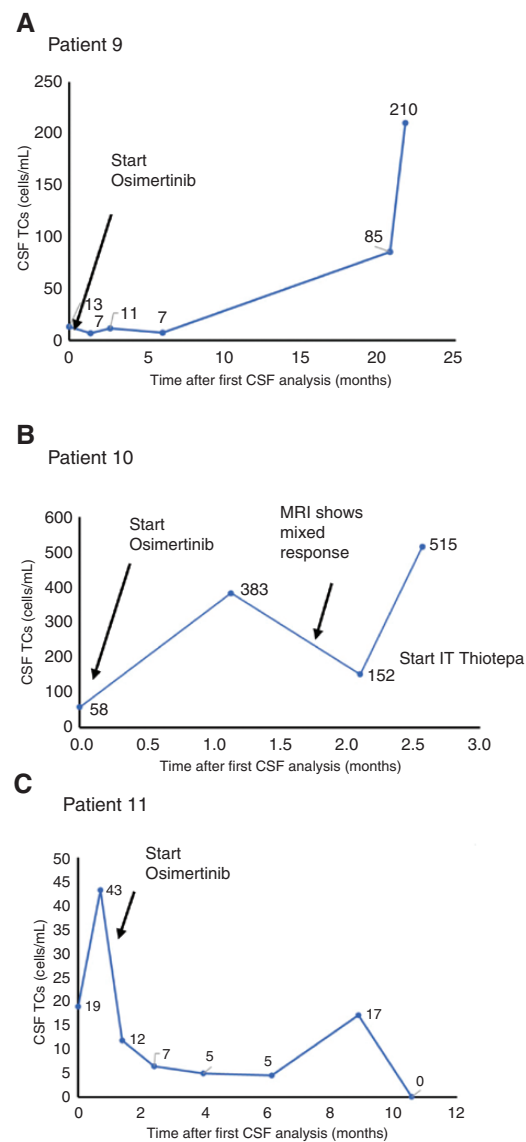 A
Patient 9
250
200
150
100
50
0
CSF TCs (cells/mL)
Start
Osimertinib
13
7
11
7
85
210
0
5
10
15
20
25
Time after first CSF analysis (months)
B
Patient 10
600
500
400
300
200
100
0
CSF TCs (cells/mL)
Start
Osimertinib
MRI shows
mixed
response
58
383
152
515
Start IT Thiotepa
0.0
0.5
1.0
1.5
2.0
2.5
3.0
Time after first CSF analysis (months)
C
Patient 11
50
45
40
35
30
25
20
15
10
5
0
CSF TCs (cells/mL)
Start
Osimertinib
19
43
12
7
5
5
17
0
0
2
4
6
8
10
12
Time after first CSF analysis (months)